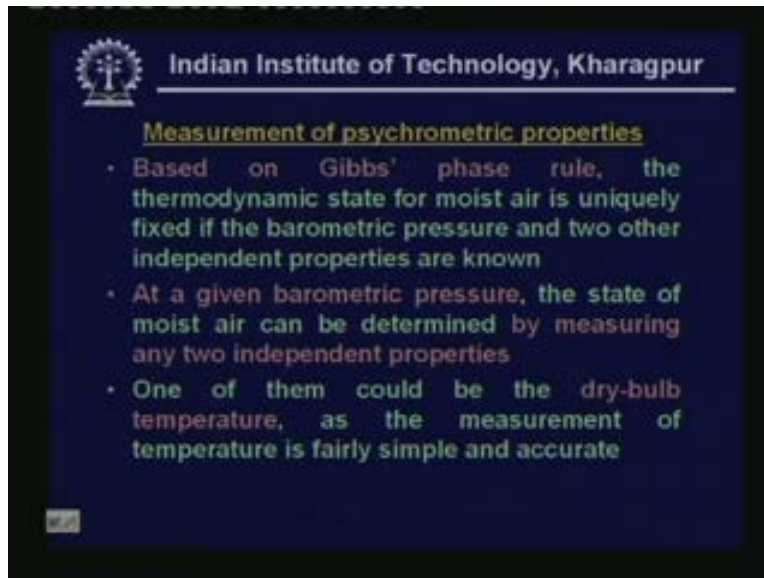 Indian Institute of Technology, Kharagpur
Measurement of psychrometric properties
• Based on Gibbs' phase rule, the
thermodynamic state for moist air is uniquely
fixed if the barometric pressure and two other
independent properties are known
• At a given barometric pressure, the state of
moist air can be determined by measuring
any two independent properties
• One of them could be the dry-bulb
temperature, as the measurement of
temperature is fairly simple and accurate